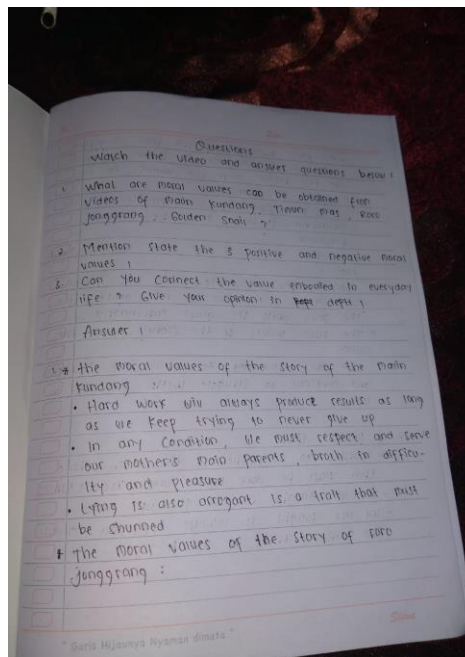 Questions
Watch the video and answer questions below !
1. What are moral values can be obtained from
videos of Malin Kundang, Timun Mas, Roro
Jonggrang, Golden Snail ?
2. Mention state the 3 positive and negative moral
values !
3. Can you connect the value embodied in everyday
life ? Give your opinion in depth !
Answer !
1. * the moral values of the story of the malin
kundang
• Hard work will always produce results as long
as we keep trying to never give up
• In any condition, we must respect and serve
our mother's main parents, broth in difficu-
lty and pleasure
• Lying is also arrogant is a trait that must
be shunned
* The moral values of the story of roro
jonggrang :
"Garis Hijaunya Nyaman dimata"